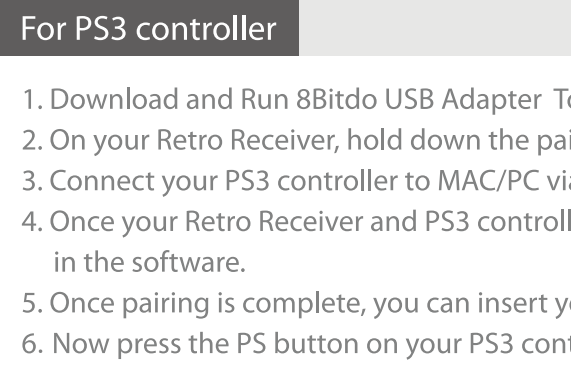 For PS3 controller
1. Download and Run 8Bitdo USB Adapter
2. On your Retro Receiver, hold down the
3. Connect your PS3 controller to MAC/PC
4. Once your Retro Receiver and PS3
in the software.
5. Once pairing is complete, you can insert
6. Now press the PS button on your PS3